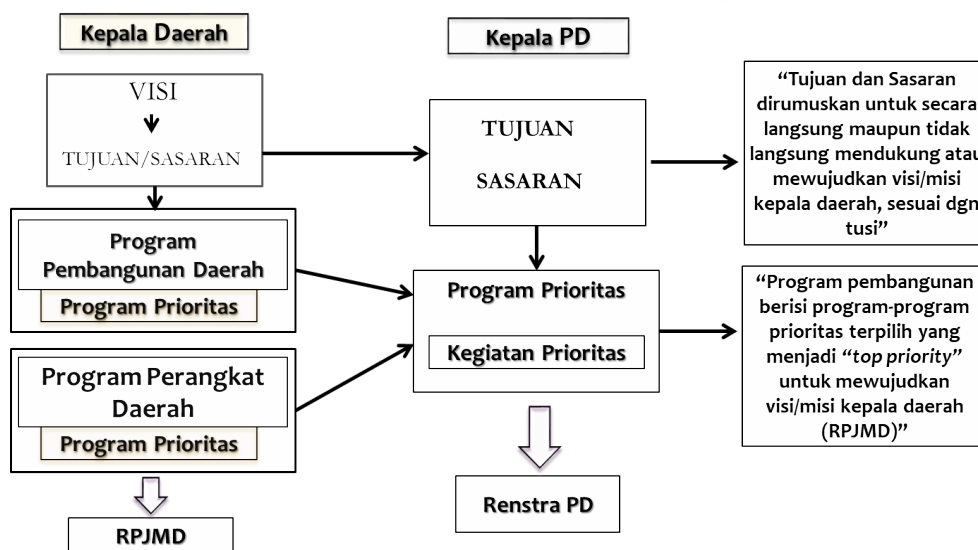 Kepala Daerah
VISI
TUJUAN/SASARAN
Program
Pembangunan Daerah
Program Prioritas
Program Perangkat
Daerah
Program Prioritas
RPJMD
Kepala PD
TUJUAN
SASARAN
Program Prioritas
Kegiatan Prioritas
Renstra PD
“Tujuan dan Sasaran
dirumuskan untuk secara
langsung maupun tidak
langsung mendukung atau
mewujudkan visi/misi
kepala daerah, sesuai dgn
tusi”
“Program pembangunan
berisi program-program
prioritas terpilih yang
menjadi “top priority”
untuk mewujudkan
visi/misi kepala daerah
(RPJMD)”